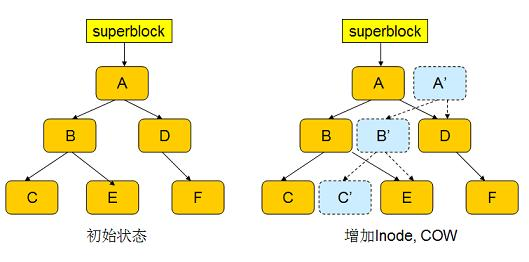 superblock
A
B
D
C
E
F
初始状态
superblock
A
A'
B
B'
D
C
C'
E
F
增加Inode, COW